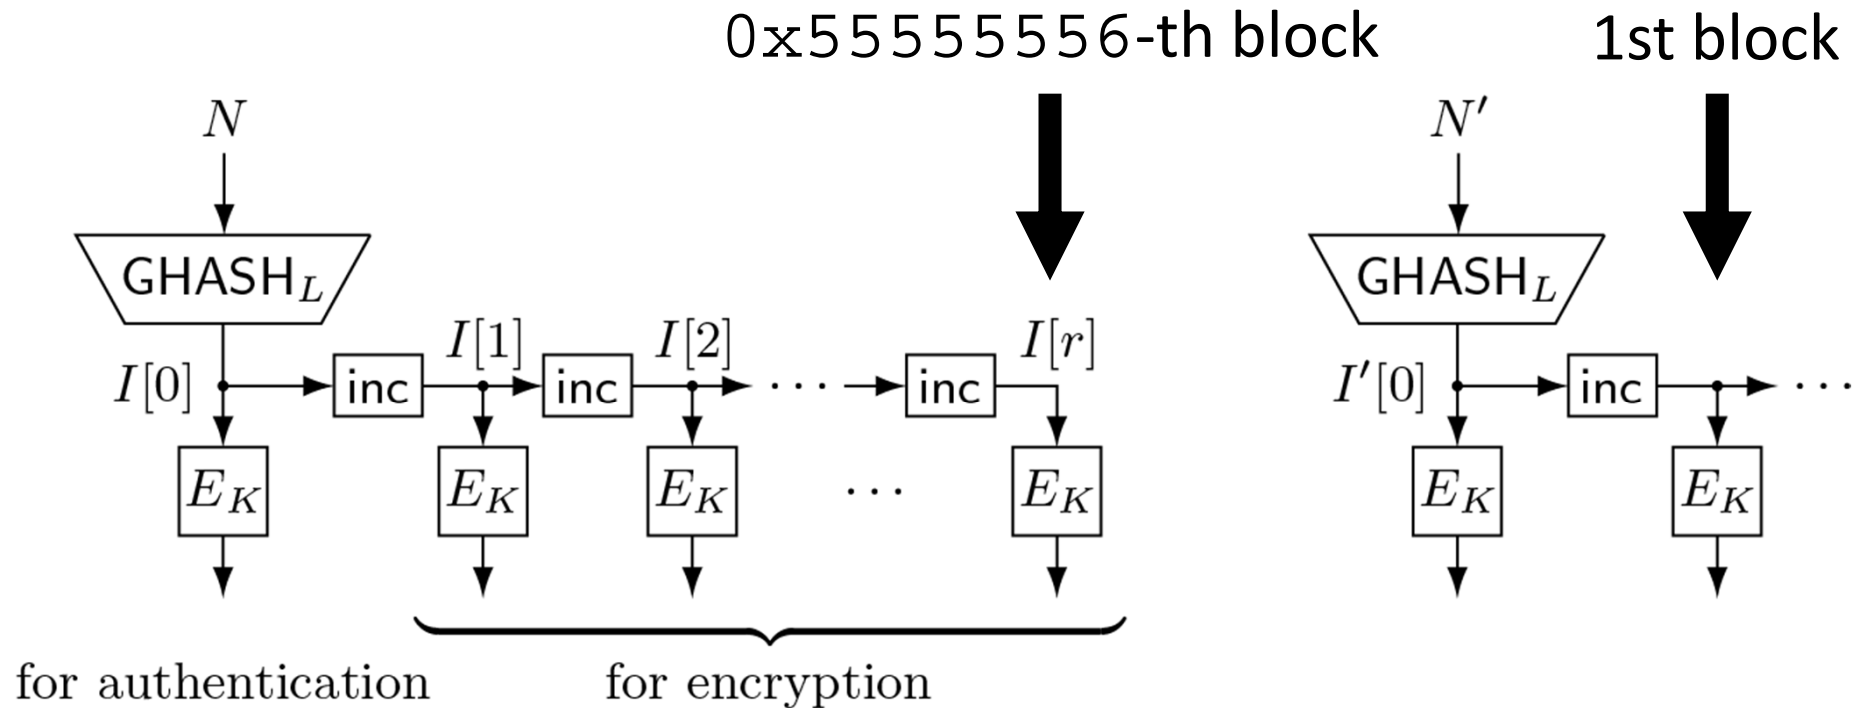 0x55555556-th block 1st block
N N′
GHASH_L GHASH_L
I[1] I[2] I[r]
I[0] inc inc ··· inc I′[0] inc ···
E_K E_K E_K ··· E_K E_K E_K
for authentication for encryption